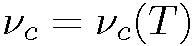 ν_c = ν_c(T)